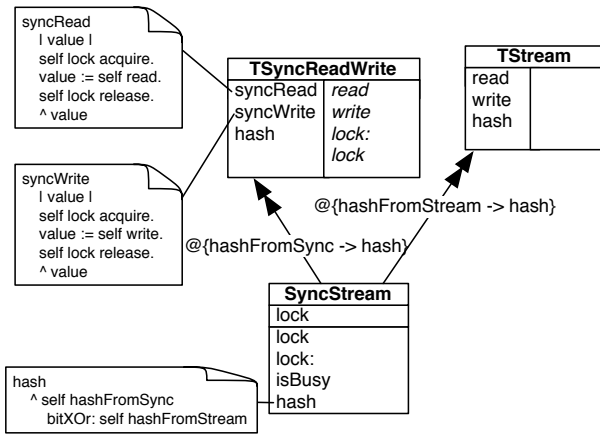 syncRead
| value |
self lock acquire.
value := self read.
self lock release.
^ value
syncWrite
| value |
self lock acquire.
value := self write.
self lock release.
^ value
TSyncReadWrite
syncRead
syncWrite
hash
read
write
lock:
lock
TStream
read
write
hash
@{hashFromStream -> hash}
@{hashFromSync -> hash}
SyncStream
lock
lock
lock:
isBusy
hash
hash
^ self hashFromSync
bitXOr: self hashFromStream